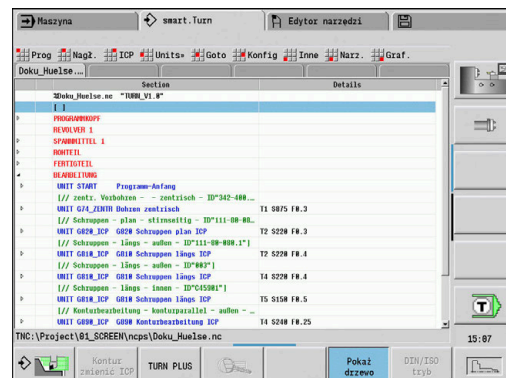 Maszyna
smart.Turn
Edytor narzędzi
Prog Nagł. ICP Units» Goto Konfig Inne Narz. Graf.
Doku_Huelse...
Section Details
%Doku_Huelse.nc "TURN_V1.0"
[ ]
PROGRAMMKOPF
REVOLVER 1
SPANNMITTEL 1
ROHTEIL
FERTIGTEIL
BEARBEITUNG
UNIT START Programm-Anfang
[// zentr. Vorbohren - - zentrisch - ID"342-400....
UNIT G74_ZENTR Bohren zentrisch T1 S875 F0.3
[// Schruppen - plan - stirnseitig - ID"111-80-08...
UNIT G820_ICP G820 Schruppen plan ICP T2 S220 F0.3
[// Schruppen - längs - außen - ID"111-80-080.1"]
UNIT G810_ICP G810 Schruppen längs ICP T2 S220 F0.4
[// Schruppen - längs - außen - ID"003"]
UNIT G810_ICP G810 Schruppen längs ICP T4 S220 F0.4
[// Schruppen - längs - innen - ID"C45901"]
UNIT G810_ICP G810 Schruppen längs ICP T5 S150 F0.5
[// Konturbearbeitung - konturparallel - außen - ...
UNIT G890_ICP G890 Konturbearbeitung ICP T4 S240 F0.25
TNC:\Project\01_SCREEN\ncps\Doku_Huelse.nc
T
15:07
Kontur zmienić ICP
TURN PLUS
Pokaż drzewo
DIN/ISO tryb